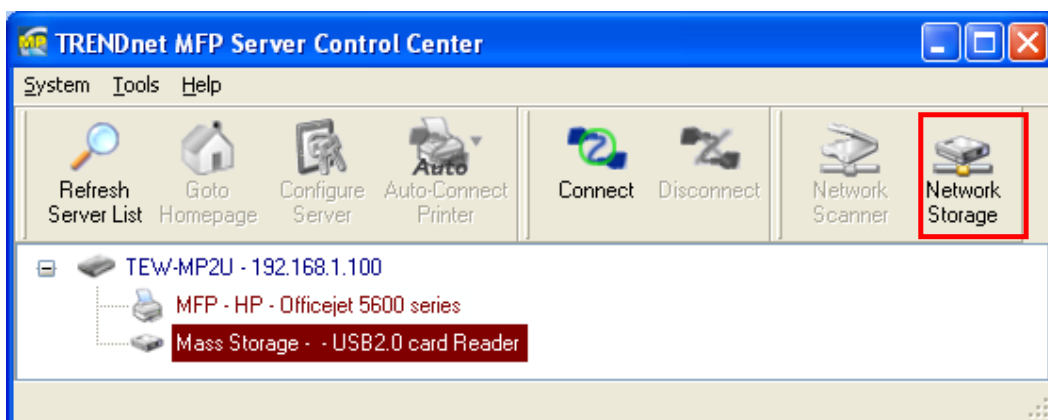 TRENDnet MFP Server Control Center
System Tools Help
Refresh
Server List
Goto
Homepage
Configure
Server
Auto
Auto-Connect
Printer
Connect
Disconnect
Network
Scanner
Network
Storage
TEW-MP2U - 192.168.1.100
MFP - HP - Officejet 5600 series
Mass Storage - - USB2.0 card Reader